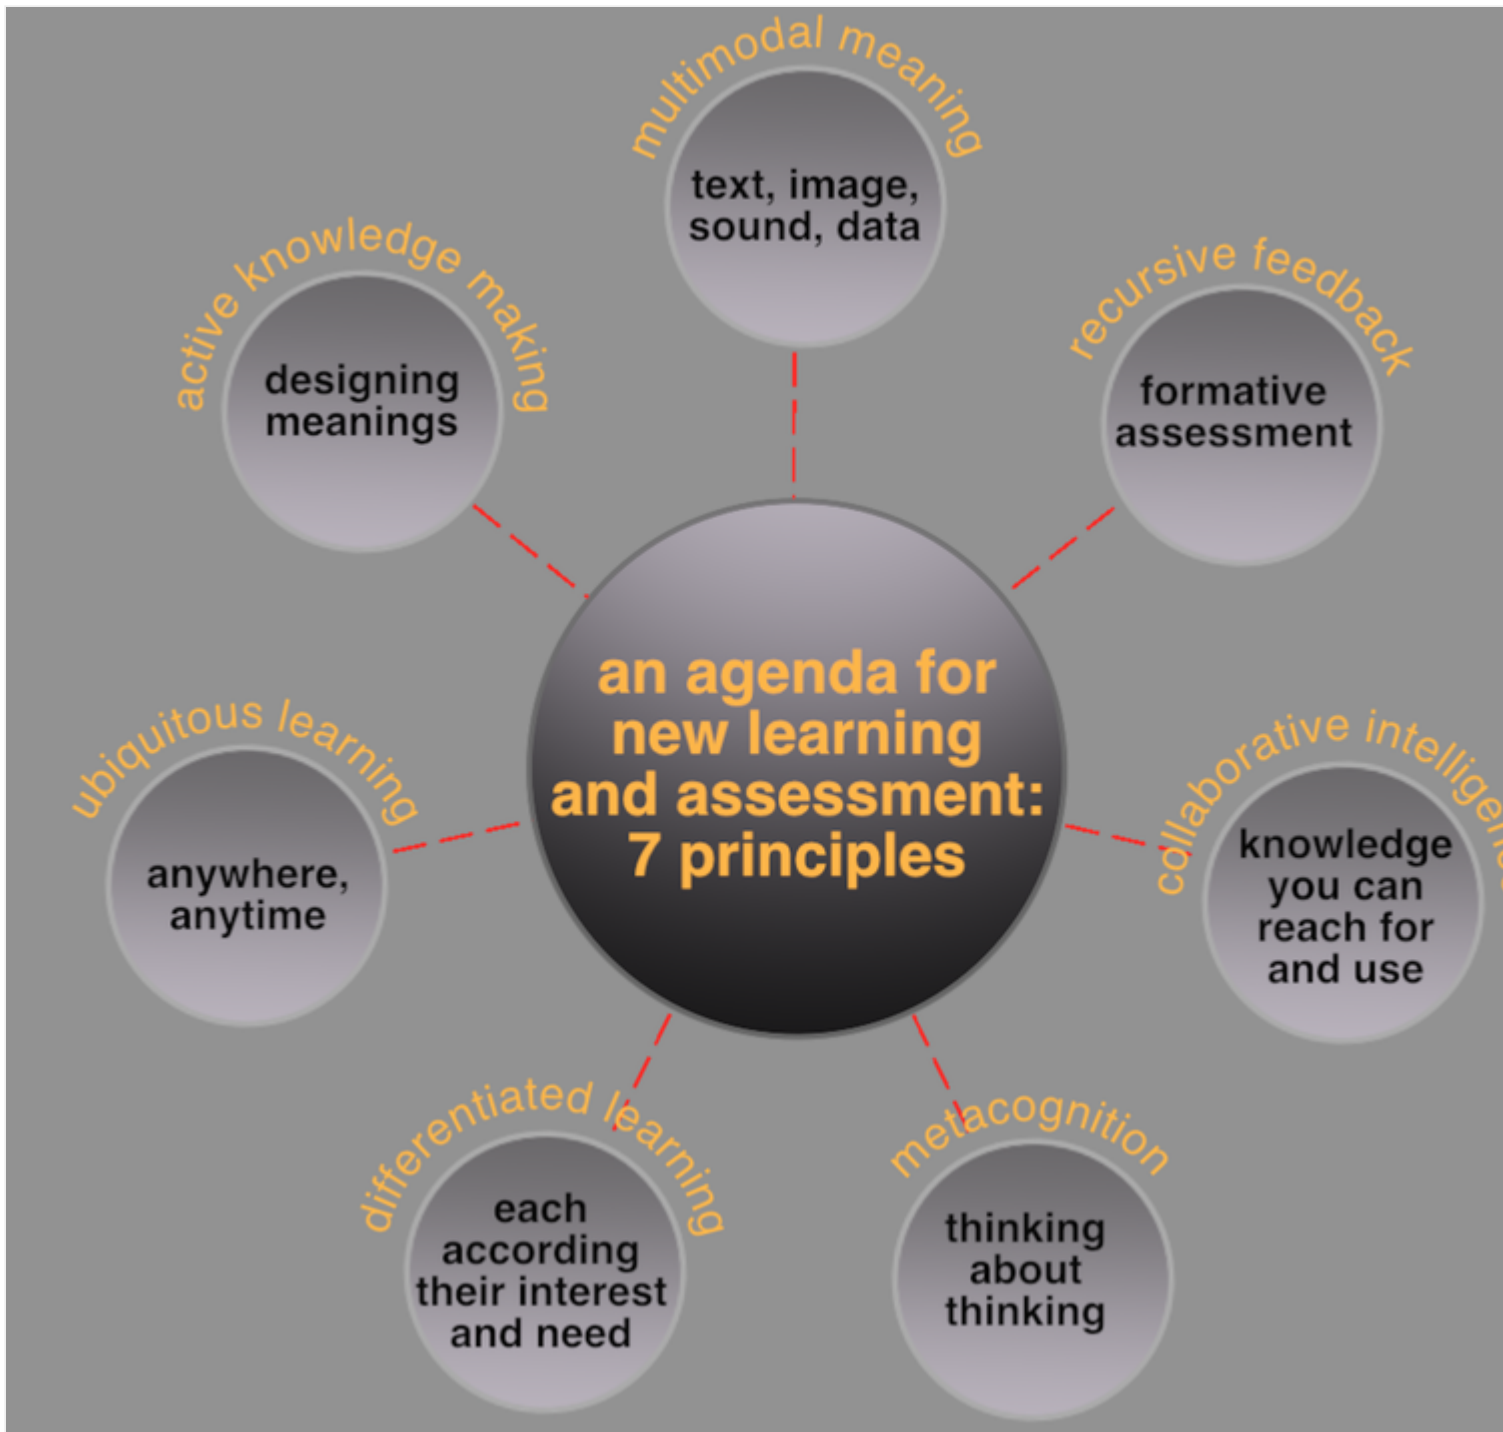 multimodal meaning
text, image,
sound, data
recursive feedback
formative
assessment
collaborative
knowledge
you can
reach for
and use
metacognition
thinking
about
thinking
differentiated learning
each
according
their interest
and need
ubiquitous learning
anywhere,
anytime
active knowledge making
designing
meanings
an agenda for
new learning
and assessment:
7 principles